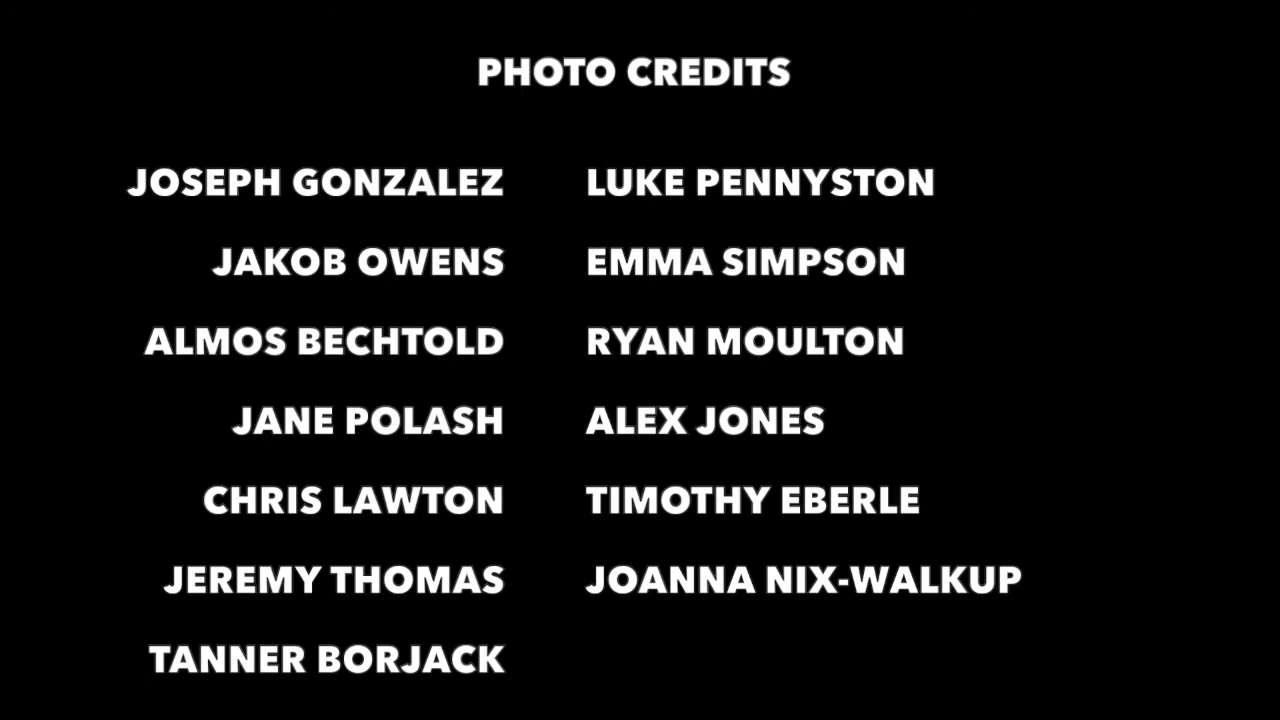 PHOTO CREDITS
JOSEPH GONZALEZ
JAKOB OWENS
ALMOS BECHTOLD
JANE POLASH
CHRIS LAWTON
JEREMY THOMAS
TANNER BORJACK
LUKE PENNYSTON
EMMA SIMPSON
RYAN MOULTON
ALEX JONES
TIMOTHY EBERLE
JOANNA NIX-WALKUP